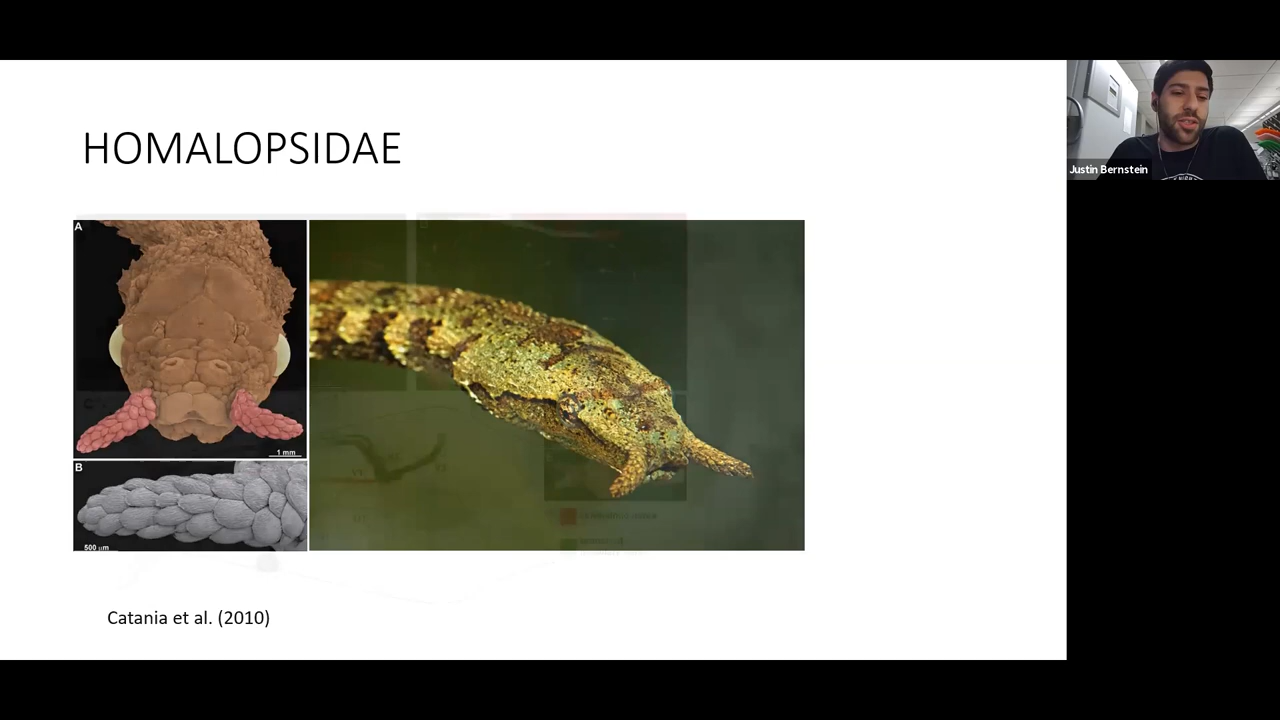 HOMALOPSIDAE
A
1 mm
B
500 µm
Catania et al. (2010)
Justin Bernstein